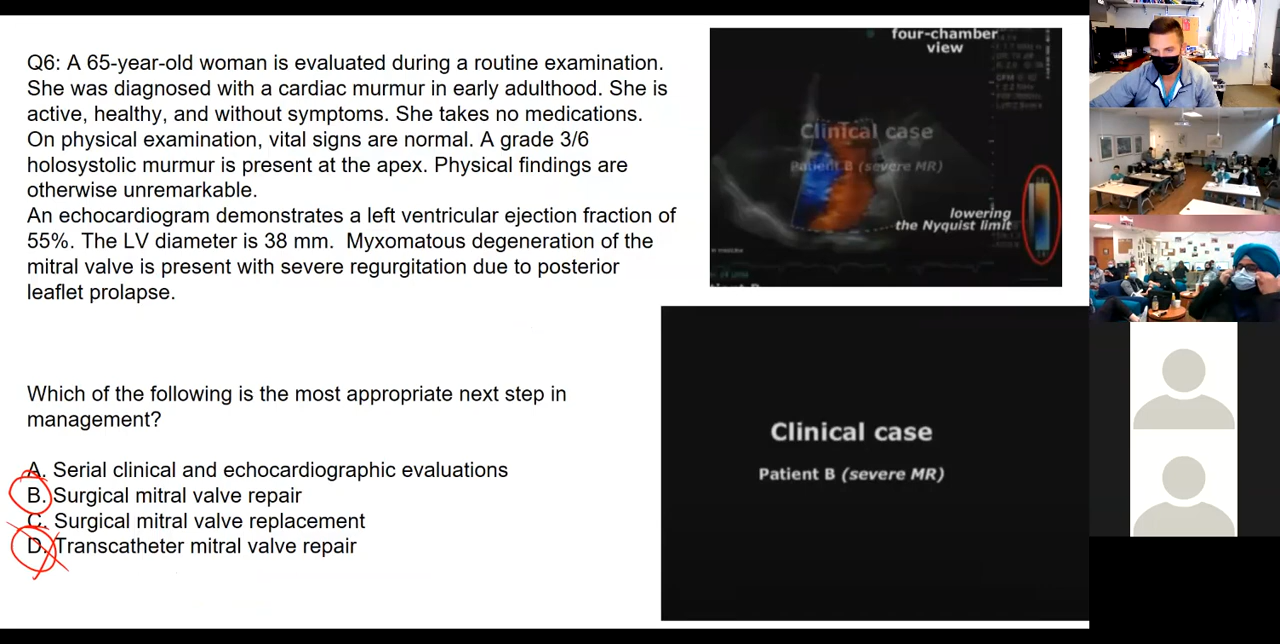 Q6: A 65-year-old woman is evaluated during a routine examination.
She was diagnosed with a cardiac murmur in early adulthood. She is
active, healthy, and without symptoms. She takes no medications.
On physical examination, vital signs are normal. A grade 3/6
holosystolic murmur is present at the apex. Physical findings are
otherwise unremarkable.
An echocardiogram demonstrates a left ventricular ejection fraction of
55%. The LV diameter is 38 mm. Myxomatous degeneration of the
mitral valve is present with severe regurgitation due to posterior
leaflet prolapse.
Which of the following is the most appropriate next step in
management?
A. Serial clinical and echocardiographic evaluations
B. Surgical mitral valve repair
C. Surgical mitral valve replacement
D. Transcatheter mitral valve repair
four-chamber
view
Clinical case
Patient B (severe MR)
lowering
the Nyquist limit
Clinical case
Patient B (severe MR)